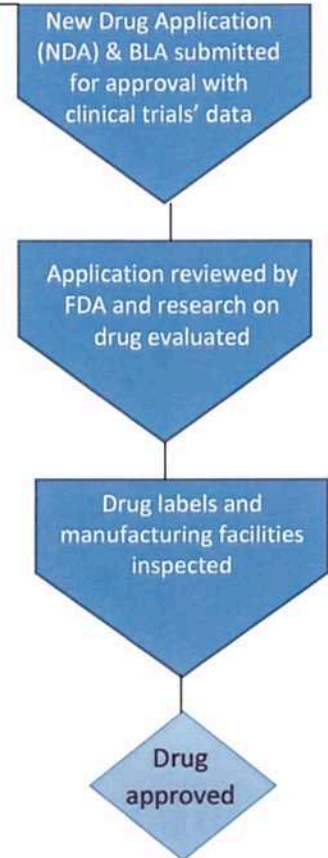 New Drug Application
(NDA) & BLA submitted
for approval with
clinical trials’ data
Application reviewed by
FDA and research on
drug evaluated
Drug labels and
manufacturing facilities
inspected
Drug
approved